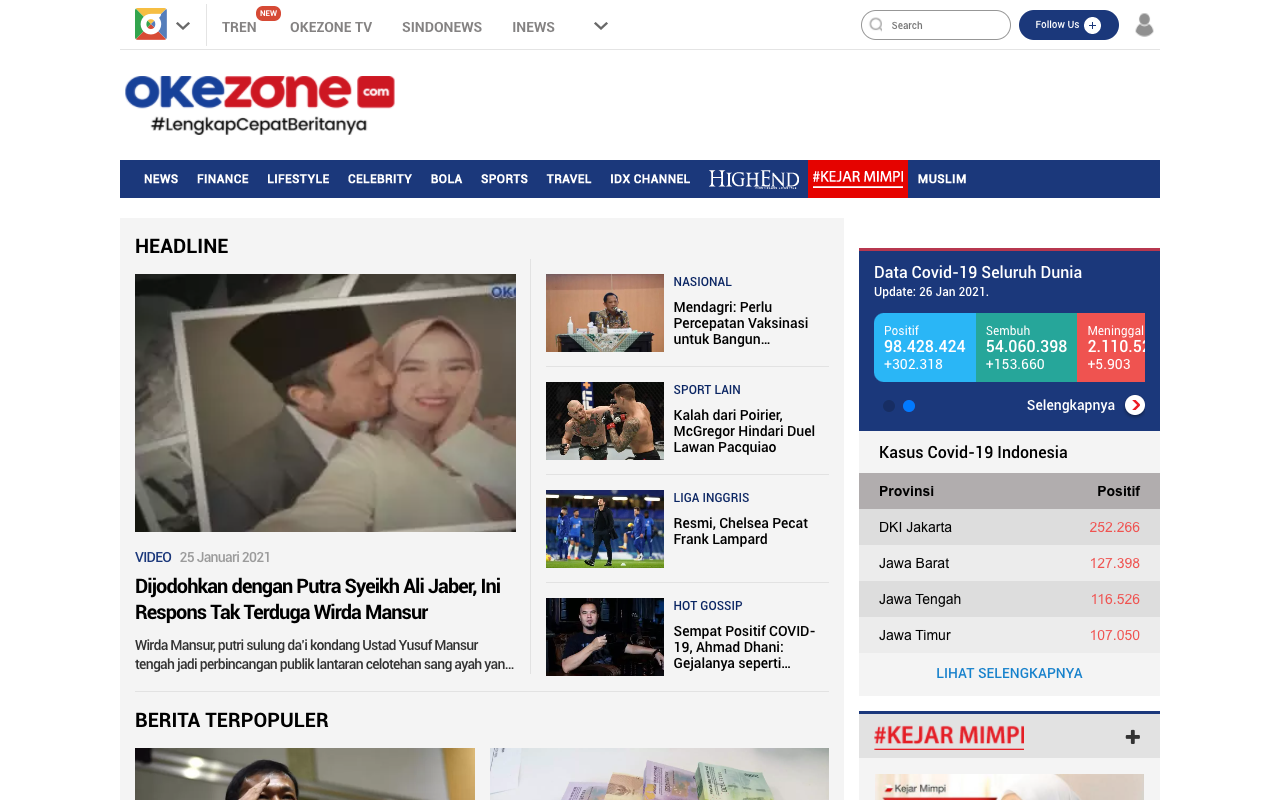 TREN
NEW
OKEZONE TV
SINDONEWS
INEWS
Search
Follow Us
okezone.com
#LengkapCepatBeritanya
NEWS
FINANCE
LIFESTYLE
CELEBRITY
BOLA
SPORTS
TRAVEL
IDX CHANNEL
HIGHEND
#KEJAR MIMPI
MUSLIM
HEADLINE
OK
VIDEO 25 Januari 2021
Dijodohkan dengan Putra Syeikh Ali Jaber, Ini
Respons Tak Terduga Wirda Mansur
Wirda Mansur, putri sulung da'i kondang Ustad Yusuf Mansur
tengah jadi perbincangan publik lantaran celotehan sang ayah yan...
NASIONAL
Mendagri: Perlu
Percepatan Vaksinasi
untuk Bangun...
SPORT LAIN
Kalah dari Poirier,
McGregor Hindari Duel
Lawan Pacquiao
LIGA INGGRIS
Resmi, Chelsea Pecat
Frank Lampard
HOT GOSSIP
Sempat Positif COVID-
19, Ahmad Dhani:
Gejalanya seperti...
BERITA TERPOPULER
Data Covid-19 Seluruh Dunia
Update: 26 Jan 2021.
Positif
98.428.424
+302.318
Sembuh
54.060.398
+153.660
Meninggal
2.110.52
+5.903
Selengkapnya
Kasus Covid-19 Indonesia
Provinsi Positif
DKI Jakarta 252.266
Jawa Barat 127.398
Jawa Tengah 116.526
Jawa Timur 107.050
LIHAT SELENGKAPNYA
#KEJAR MIMPI
Kejar Mimpi